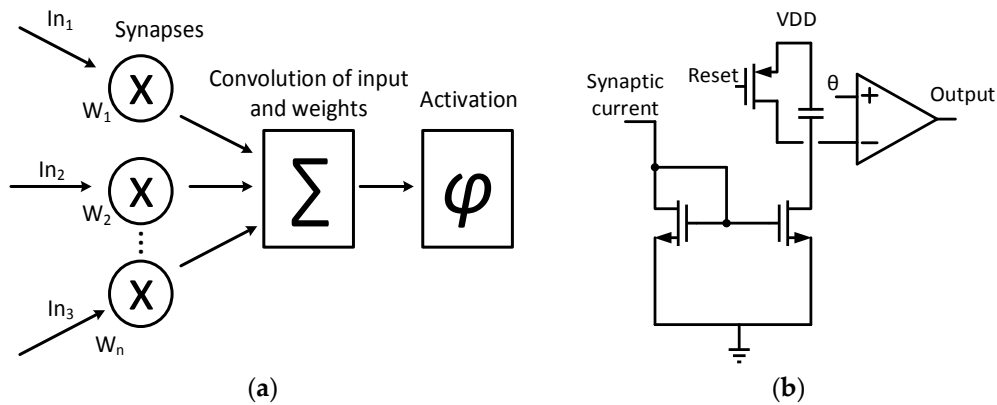 In1
Synapses
X
W1
Convolution of input
and weights
Activation
In2
X
W2
Σ
φ
X
In3
Wn
(a)
VDD
Synaptic
current
Reset
θ
+
−
Output
(b)